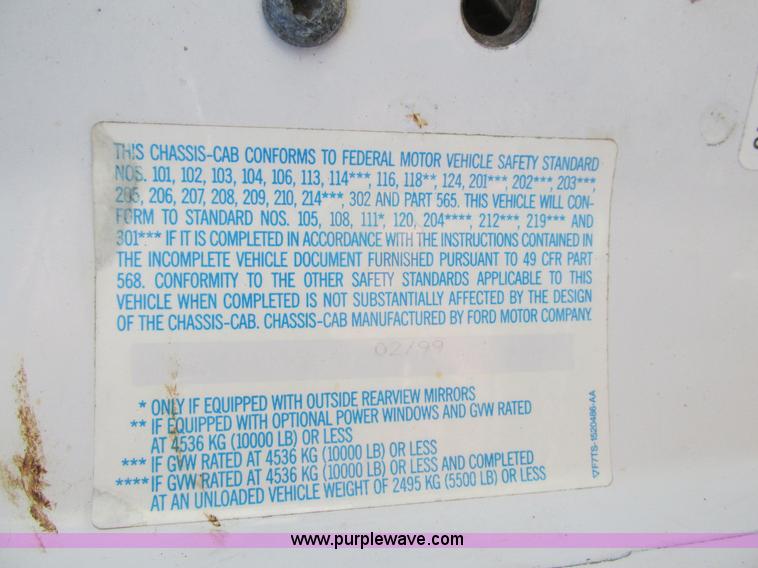 THIS CHASSIS-CAB CONFORMS TO FEDERAL MOTOR VEHICLE SAFETY STANDARD
NOS. 101, 102, 103, 104, 106, 113, 114***, 116, 118**, 124, 201***, 202***, 203***,
205, 206, 207, 208, 209, 210, 214***, 302 AND PART 565. THIS VEHICLE WILL CON-
FORM TO STANDARD NOS. 105, 108, 111*, 120, 204****, 212***, 219*** AND
301*** IF IT IS COMPLETED IN ACCORDANCE WITH THE INSTRUCTIONS CONTAINED IN
THE INCOMPLETE VEHICLE DOCUMENT FURNISHED PURSUANT TO 49 CFR PART
568. CONFORMITY TO THE OTHER SAFETY STANDARDS APPLICABLE TO THIS
VEHICLE WHEN COMPLETED IS NOT SUBSTANTIALLY AFFECTED BY THE DESIGN
OF THE CHASSIS-CAB. CHASSIS-CAB MANUFACTURED BY FORD MOTOR COMPANY.
02/99
* ONLY IF EQUIPPED WITH OUTSIDE REARVIEW MIRRORS
** IF EQUIPPED WITH OPTIONAL POWER WINDOWS AND GVW RATED
AT 4536 KG (10000 LB) OR LESS
*** IF GVW RATED AT 4536 KG (10000 LB) OR LESS
**** IF GVW RATED AT 4536 KG (10000 LB) OR LESS AND COMPLETED
AT AN UNLOADED VEHICLE WEIGHT OF 2495 KG (5500 LB) OR LESS
F7TS-1520486-AA
www.purplewave.com